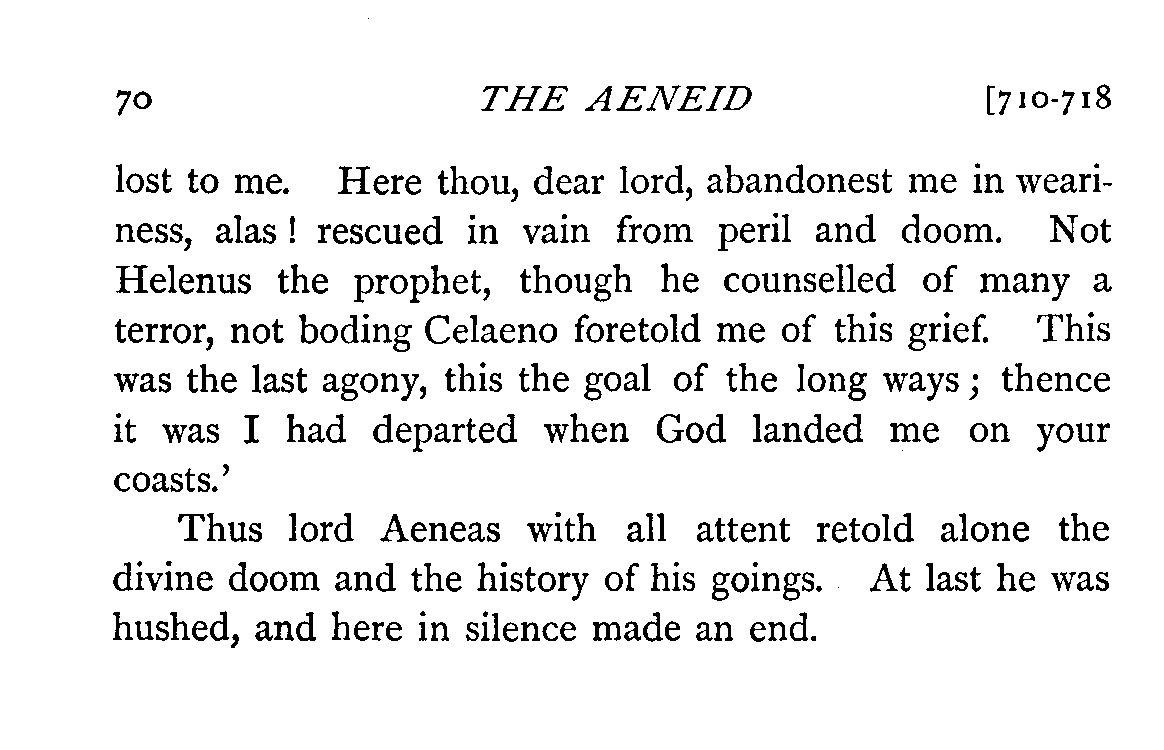 70 THE AENEID [710-718
lost to me. Here thou, dear lord, abandonest me in weari-
ness, alas ! rescued in vain from peril and doom. Not
Helenus the prophet, though he counselled of many a
terror, not boding Celaeno foretold me of this grief. This
was the last agony, this the goal of the long ways ; thence
it was I had departed when God landed me on your
coasts.’
Thus lord Aeneas with all attent retold alone the
divine doom and the history of his goings. At last he was
hushed, and here in silence made an end.